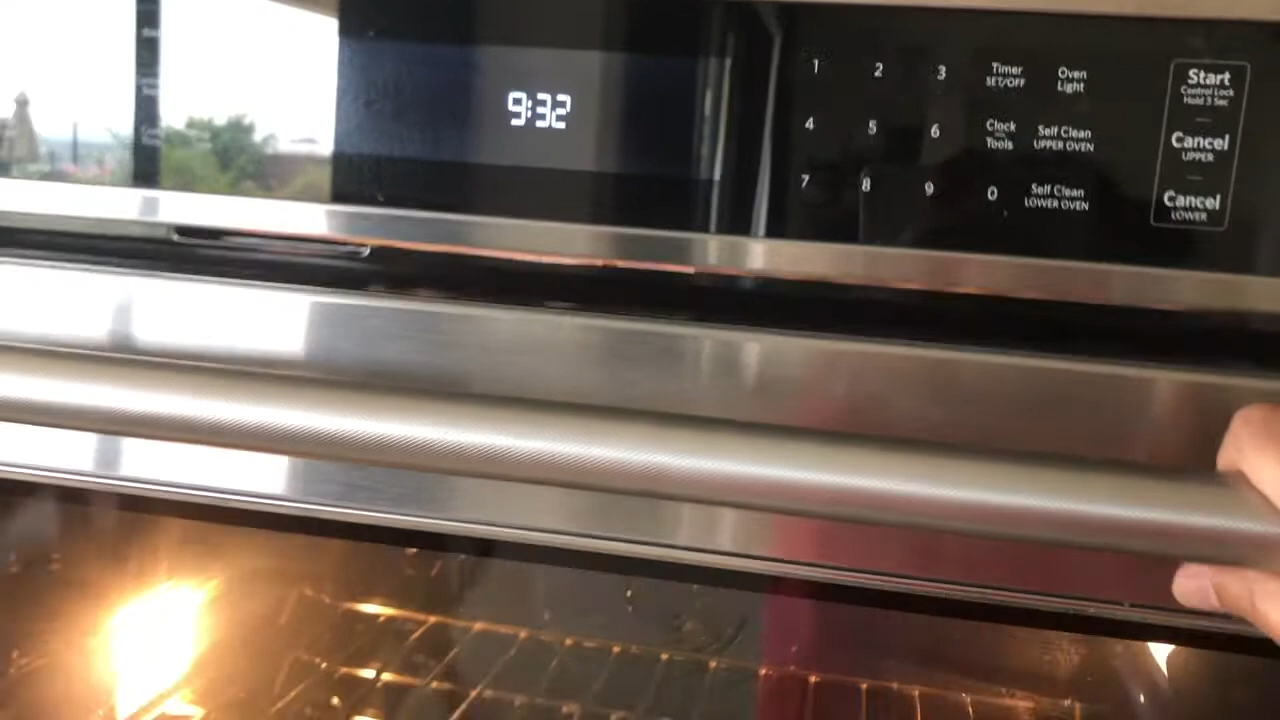 9:32
1 2 3
Timer
SET/OFF
Oven
Light
4 5 6
Clock
Tools
Self Clean
UPPER OVEN
7 8 9 0
Self Clean
LOWER OVEN
Start
Control Lock
Hold 3 Sec
Cancel
UPPER
Cancel
LOWER